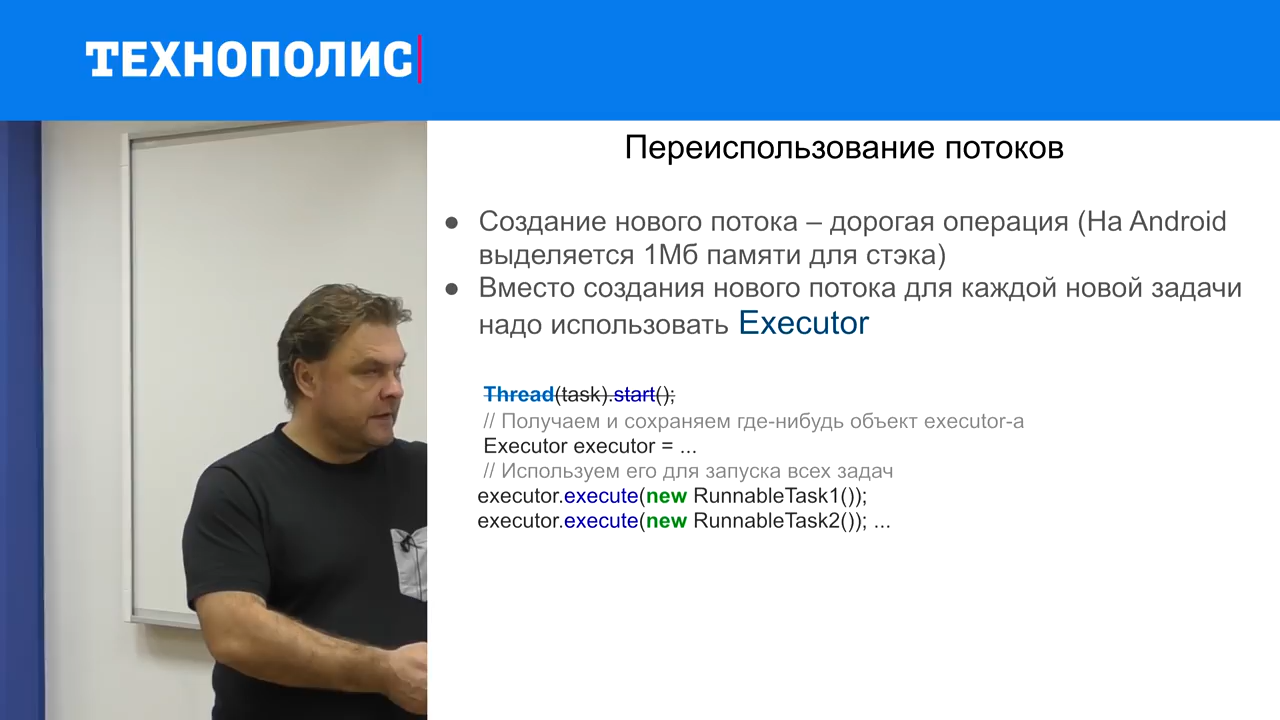 ТЕХНОПОЛИС
Переиспользование потоков
● Создание нового потока – дорогая операция (На Android
выделяется 1Мб памяти для стэка)
● Вместо создания нового потока для каждой новой задачи
надо использовать Executor
Thread(task).start();
// Получаем и сохраняем где-нибудь объект executor-а
Executor executor = ...
// Используем его для запуска всех задач
executor.execute(new RunnableTask1());
executor.execute(new RunnableTask2()); ...